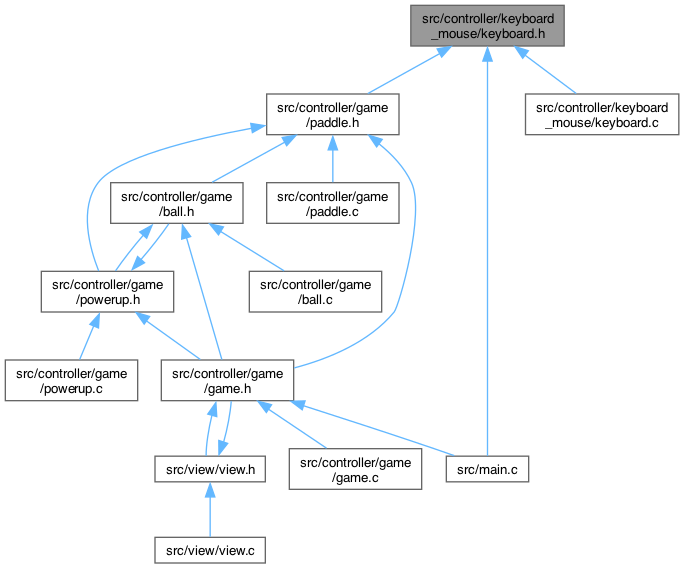 src/controller/keyboard
_mouse/keyboard.h
src/controller/game
/paddle.h
src/controller/keyboard
_mouse/keyboard.c
src/controller/game
/ball.h
src/controller/game
/paddle.c
src/controller/game
/powerup.h
src/controller/game
/ball.c
src/controller/game
/powerup.c
src/controller/game
/game.h
src/view/view.h
src/controller/game
/game.c
src/main.c
src/view/view.c